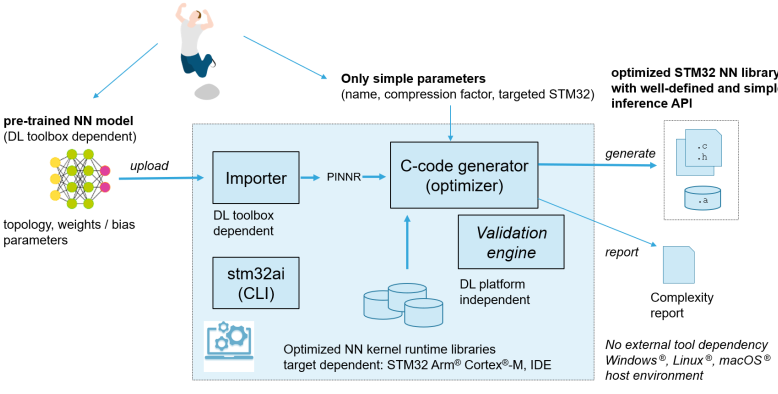 Only simple parameters
(name, compression factor, targeted STM32)
optimized STM32 NN library
with well-defined and simple
inference API
pre-trained NN model
(DL toolbox dependent)
upload
topology, weights / bias
parameters
Importer
DL toolbox
dependent
PINNR
C-code generator
(optimizer)
generate
.c
.h
.a
Validation
engine
DL platform
independent
report
Complexity
report
stm32ai
(CLI)
Optimized NN kernel runtime libraries
target dependent: STM32 Arm® Cortex®-M, IDE
No external tool dependency
Windows®, Linux®, macOS®
host environment